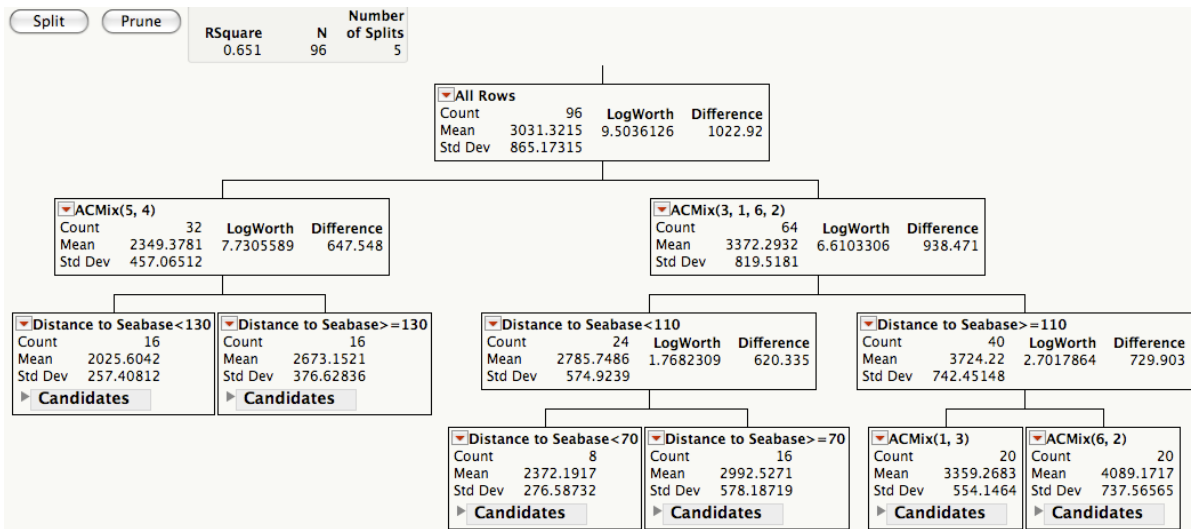 Split Prune
Number
RSquare N of Splits
0.651 96 5
All Rows
Count 96 LogWorth Difference
Mean 3031.3215 9.5036126 1022.92
Std Dev 865.17315
ACMix(5, 4)
Count 32 LogWorth Difference
Mean 2349.3781 7.7305589 647.548
Std Dev 457.06512
ACMix(3, 1, 6, 2)
Count 64 LogWorth Difference
Mean 3372.2932 6.6103306 938.471
Std Dev 819.5181
Distance to Seabase<130
Count 16
Mean 2025.6042
Std Dev 257.40812
Candidates
Distance to Seabase>=130
Count 16
Mean 2673.1521
Std Dev 376.62836
Candidates
Distance to Seabase<110
Count 24 LogWorth Difference
Mean 2785.7486 1.7682309 620.335
Std Dev 574.9239
Distance to Seabase>=110
Count 40 LogWorth Difference
Mean 3724.22 2.7017864 729.903
Std Dev 742.45148
Distance to Seabase<70
Count 8
Mean 2372.1917
Std Dev 276.58732
Candidates
Distance to Seabase>=70
Count 16
Mean 2992.5271
Std Dev 578.18719
Candidates
ACMix(1, 3)
Count 20
Mean 3359.2683
Std Dev 554.1464
Candidates
ACMix(6, 2)
Count 20
Mean 4089.1717
Std Dev 737.56565
Candidates